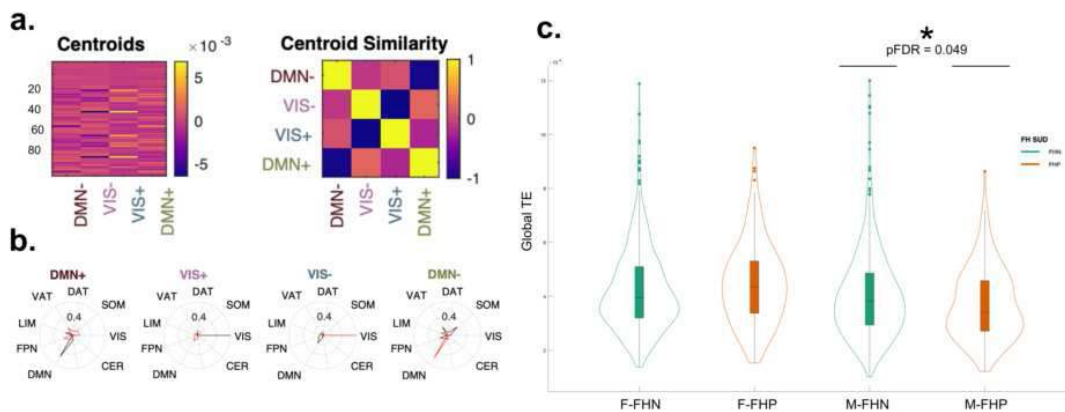 a.
Centroids
× 10⁻³
20
40
60
80
5
0
-5
DMN-
VIS-
VIS+
DMN+
Centroid Similarity
DMN-
VIS-
VIS+
DMN+
1
0
-1
DMN-
VIS-
VIS+
DMN+
b.
DMN+
VAT
DAT
SOM
LIM
0.4
VIS
FPN
DMN
CER
VIS+
VAT
DAT
SOM
LIM
0.4
VIS
FPN
DMN
CER
VIS-
VAT
DAT
SOM
LIM
0.4
VIS
FPN
DMN
CER
DMN-
VAT
DAT
SOM
LIM
0.4
VIS
FPN
DMN
CER
c.
*
pFDR = 0.049
Global TE
FH SUD
FHN
FHP
F-FHN
F-FHP
M-FHN
M-FHP